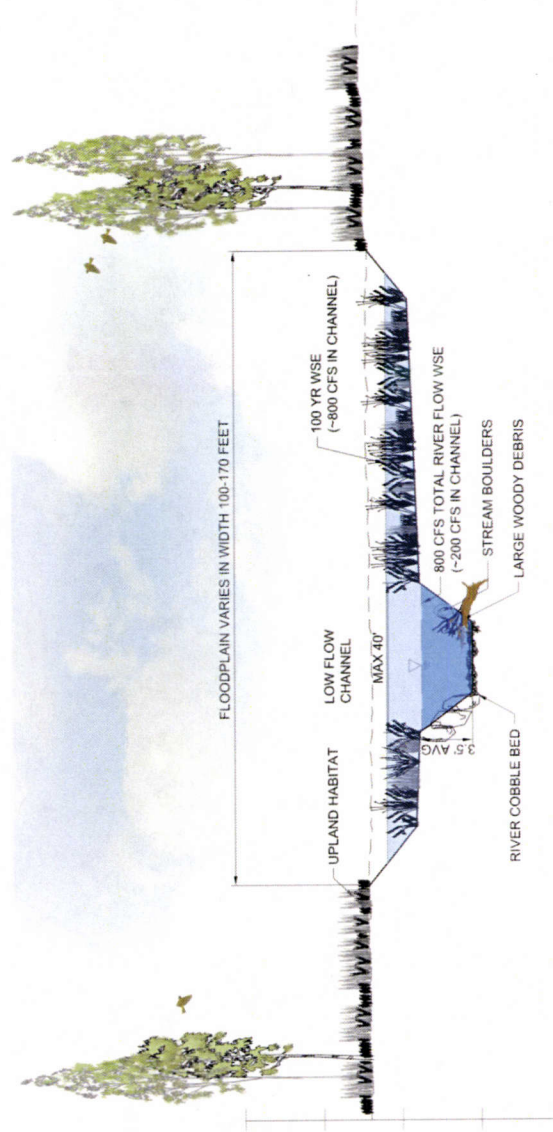 FLOODPLAIN VARIES IN WIDTH 100-170 FEET
UPLAND HABITAT
LOW FLOW
CHANNEL
MAX 40'
100 YR WSE
(~800 CFS IN CHANNEL)
3.5' AVG
800 CFS TOTAL RIVER FLOW WSE
(~200 CFS IN CHANNEL)
STREAM BOULDERS
LARGE WOODY DEBRIS
RIVER COBBLE BED